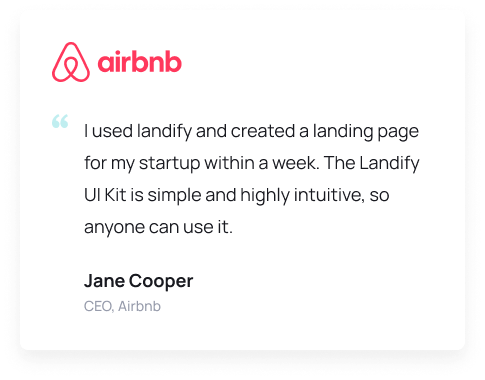 airbnb
“
I used landify and created a landing page
for my startup within a week. The Landify
UI Kit is simple and highly intuitive, so
anyone can use it.
Jane Cooper
CEO, Airbnb